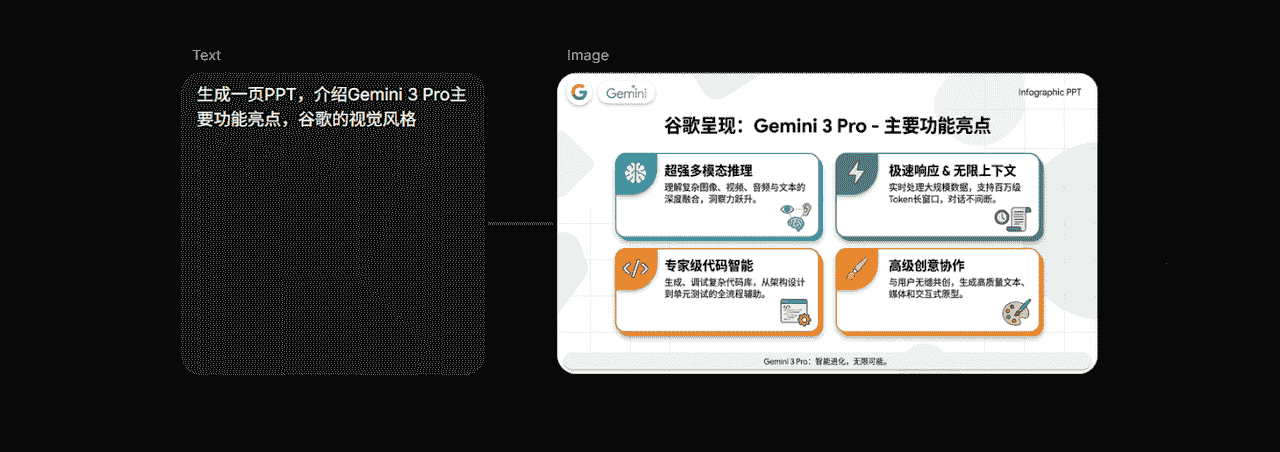 Text
生成一页PPT，介绍Gemini 3 Pro主
要功能亮点，谷歌的视觉风格
Image
G
Gemini
infographic PPT
谷歌呈现：Gemini 3 Pro - 主要功能亮点
超强多模态推理
理解复杂图像、视频、音频与文本的
深度融合，洞察力跃升。
极速响应 & 无限上下文
实时处理大规模数据，支持百万级
Token长窗口，对话不间断。
</>
专家级代码智能
生成、调试复杂代码库，从架构设计
到单元测试的全流程辅助。
高级创意协作
与用户无缝共创，生成高质量文本、
媒体和交互式原型。
Gemini 3 Pro：智能进化，无限可能。